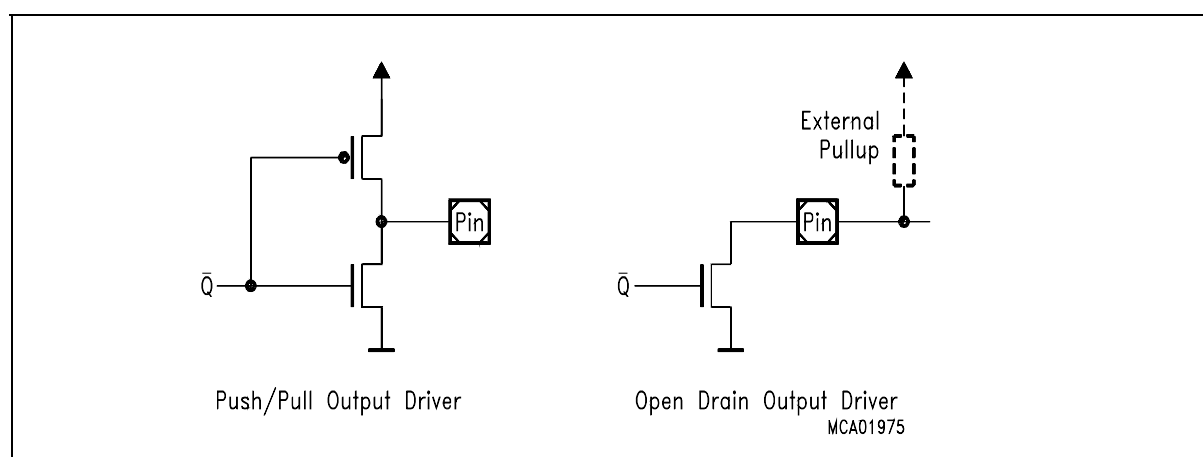 External
Pullup
Pin
Pin
Q̄
Q̄
Push/Pull Output Driver
Open Drain Output Driver
MCA01975